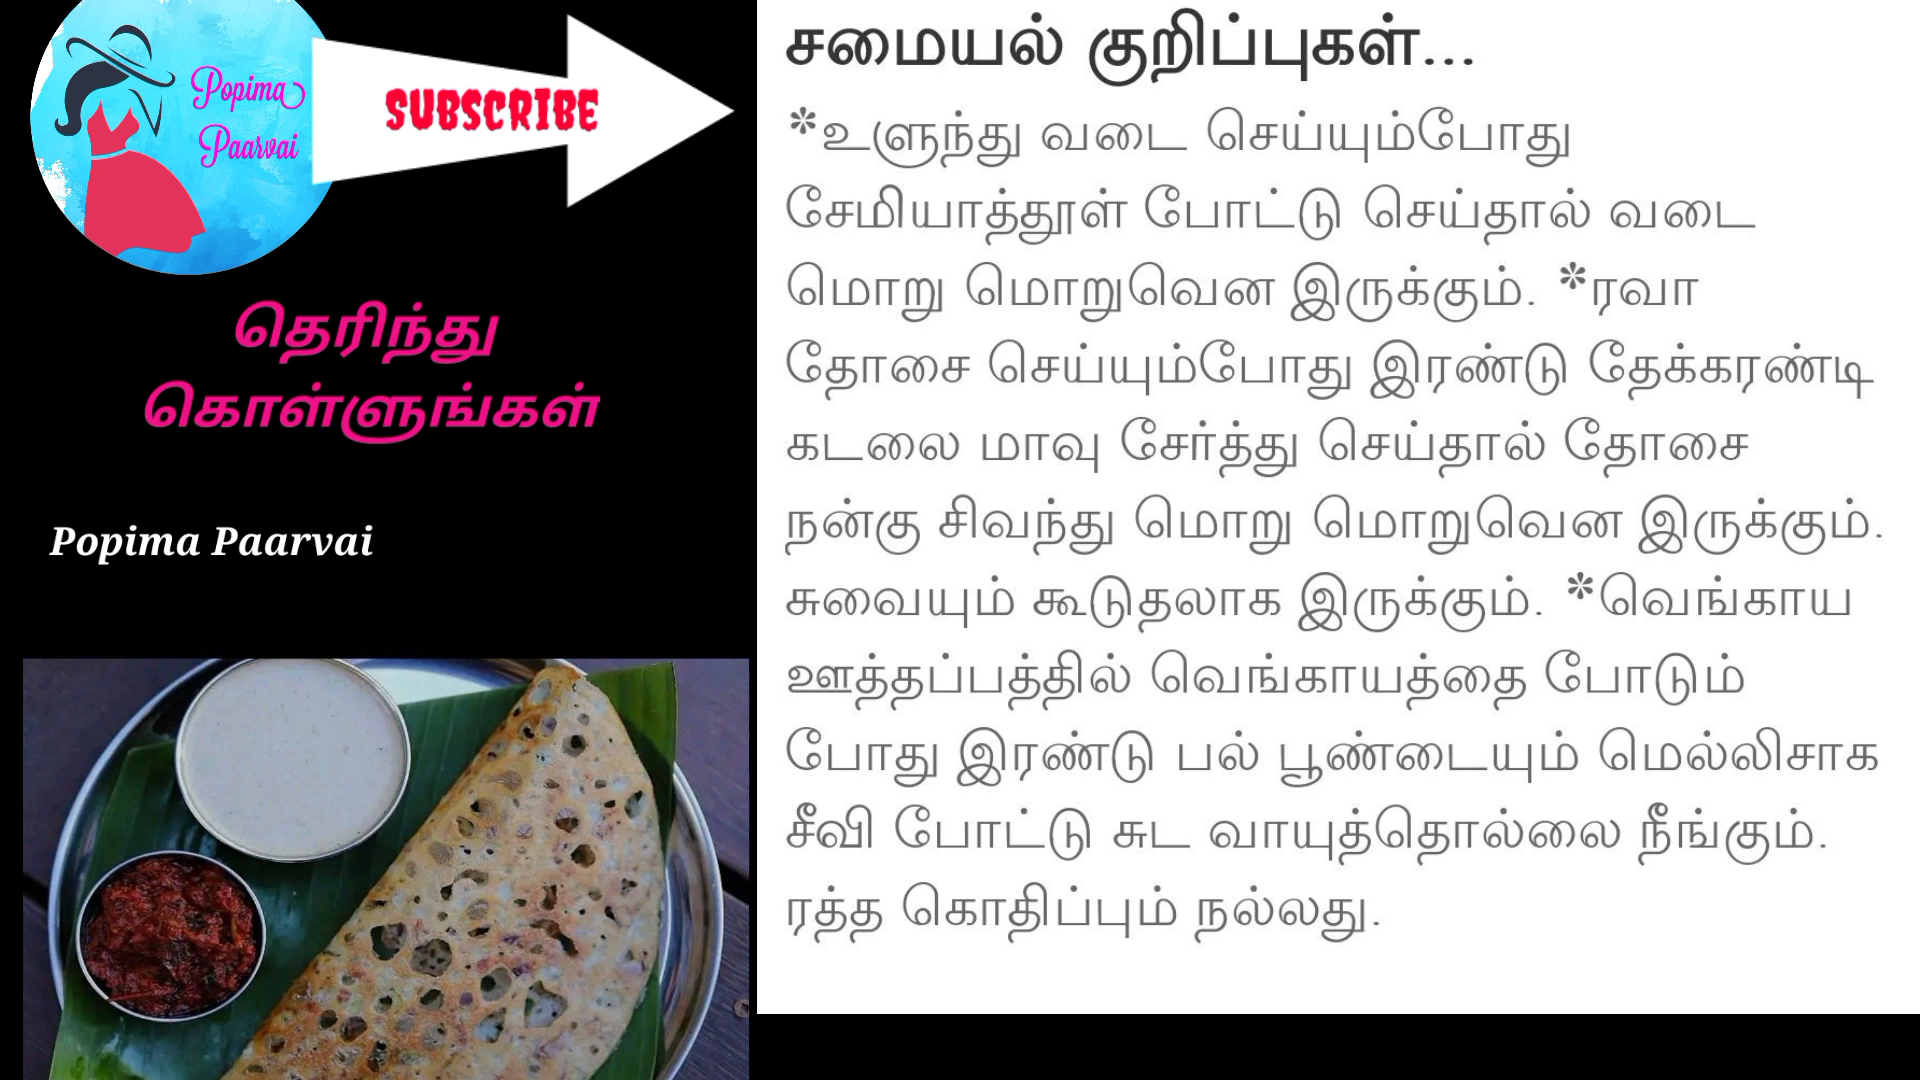 Popima
Paarvai
SUBSCRIBE
தெரிந்து
கொள்ளுங்கள்
Popima Paarvai
சமையல் குறிப்புகள்...
*உளுந்து வடை செய்யும்போது
சேமியாத்தூள் போட்டு செய்தால் வடை
மொறு மொறுவென இருக்கும். *ரவா
தோசை செய்யும்போது இரண்டு தேக்கரண்டி
கடலை மாவு சேர்த்து செய்தால் தோசை
நன்கு சிவந்து மொறு மொறுவென இருக்கும்.
சுவையும் கூடுதலாக இருக்கும். *வெங்காய
ஊத்தப்பத்தில் வெங்காயத்தை போடும்
போது இரண்டு பல் பூண்டையும் மெல்லிசாக
சீவி போட்டு சுட வாயுத்தொல்லை நீங்கும்.
ரத்த கொதிப்பும் நல்லது.